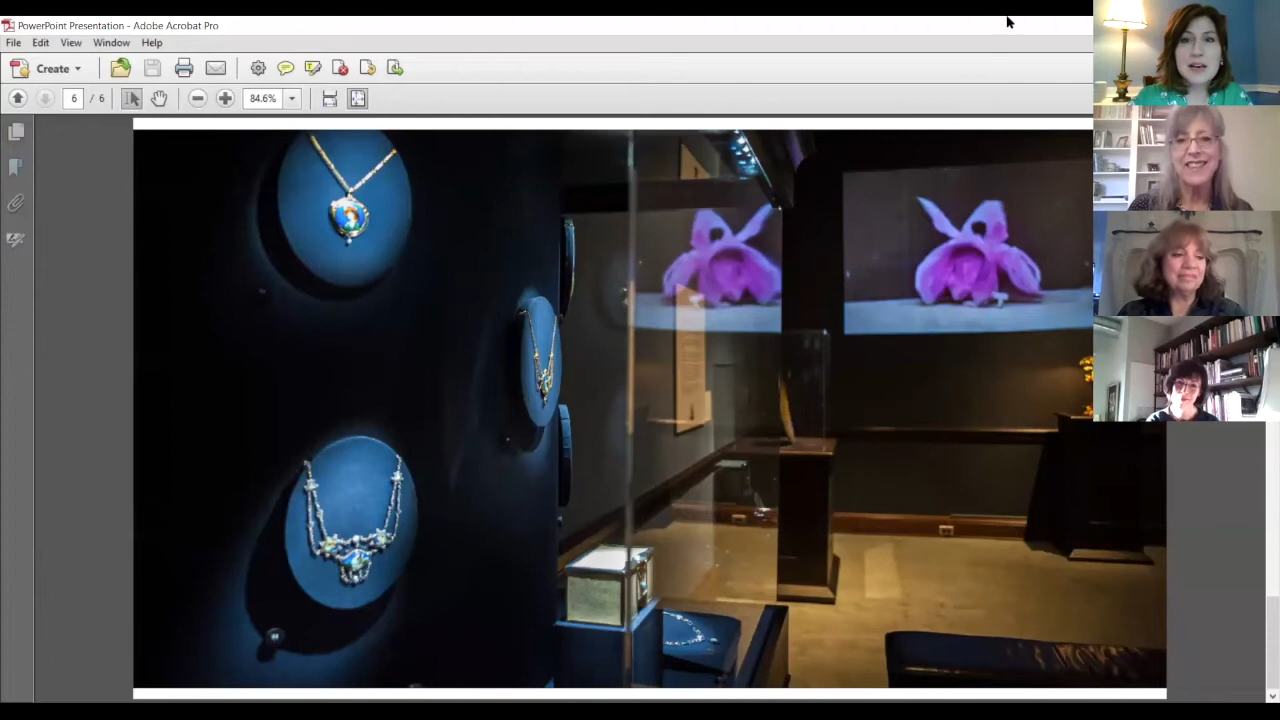 PowerPoint Presentation - Adobe Acrobat Pro
File Edit View Window Help
Create
6 / 6 84.6%